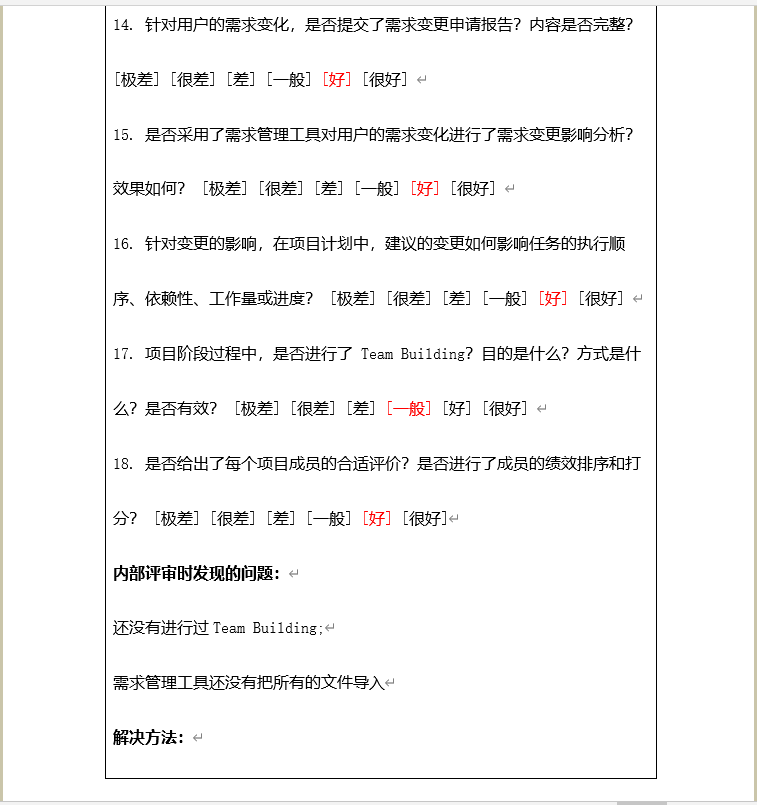 14. 针对用户的需求变化，是否提交了需求变更申请报告？内容是否完整？
[极差] [很差] [差] [一般] [好] [很好]
15. 是否采用了需求管理工具对用户的需求变化进行了需求变更影响分析？
效果如何？ [极差] [很差] [差] [一般] [好] [很好]
16. 针对变更的影响，在项目计划中，建议的变更如何影响任务的执行顺
序、依赖性、工作量或进度？ [极差] [很差] [差] [一般] [好] [很好]
17. 项目阶段过程中，是否进行了 Team Building？目的是什么？方式是什
么？是否有效？ [极差] [很差] [差] [一般] [好] [很好]
18. 是否给出了每个项目成员的合适评价？是否进行了成员的绩效排序和打
分？ [极差] [很差] [差] [一般] [好] [很好]
内部评审时发现的问题：
还没有进行过 Team Building;
需求管理工具还没有把所有的文件导入
解决方法：